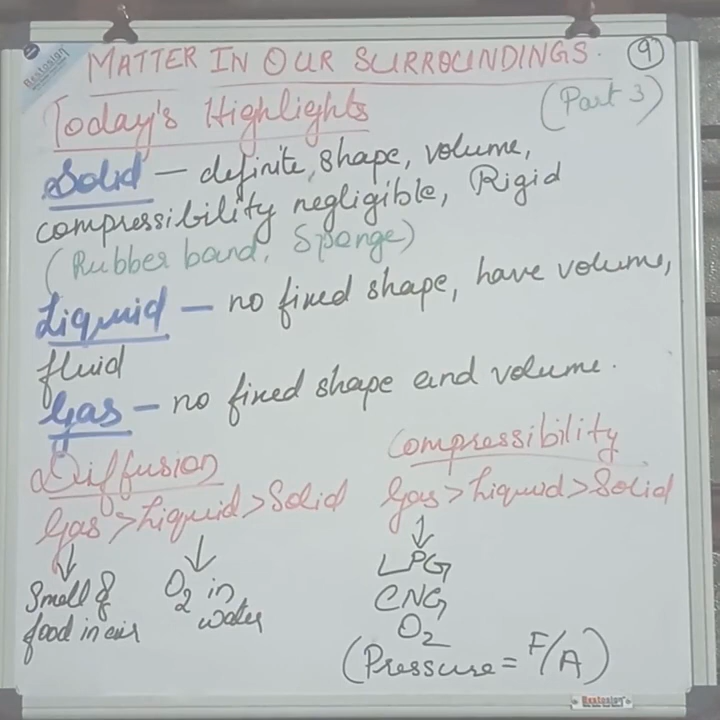 Restosign
MATTER IN OUR SURROUNDINGS. 9
Today's Highlights (Part 3)
Solid – definite, shape, volume,
compressibility negligible, Rigid
(Rubber band, Sponge)
Liquid – no fixed shape, have volume,
fluid
Gas – no fixed shape and volume.
Diffusion
Gas > Liquid > Solid
Smell of
food in air
O2 in
water
Compressibility
Gas > Liquid > Solid
LPG
CNG
O2
(Pressure = F/A)
Restosign